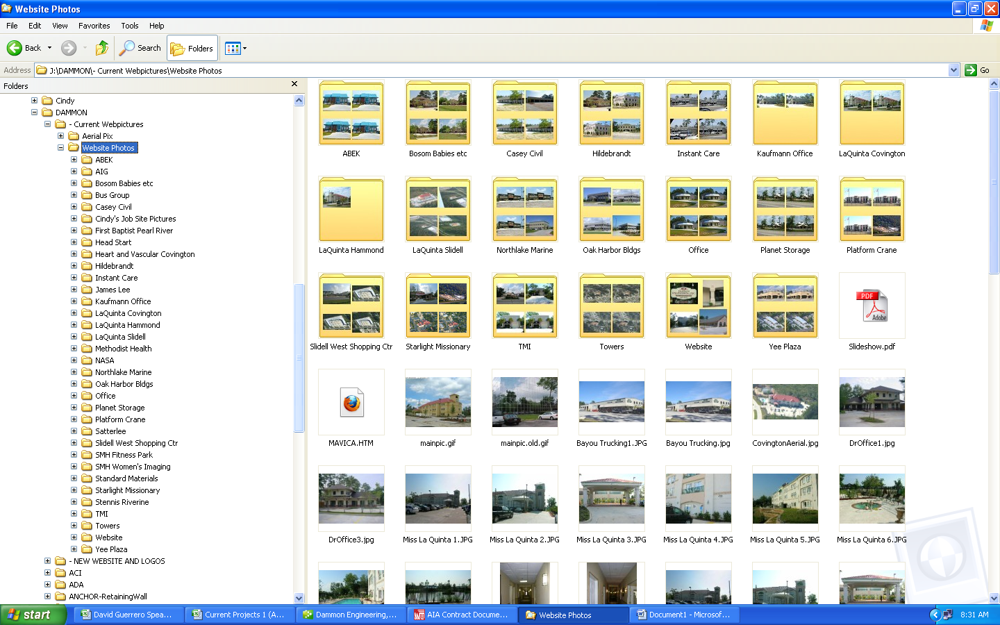 Website Photos
File Edit View Favorites Tools Help
Back Search Folders
Address J:\DAMMON\- Current Webpictures\Website Photos Go
Folders
Cindy
DAMMON
- Current Webpictures
Aerial Pix
Website Photos
ABEK
AIG
Bosom Babies etc
Bus Group
Casey Civil
Cindy's Job Site Pictures
First Baptist Pearl River
Head Start
Heart and Vascular Covington
Hildebrandt
Instant Care
James Lee
Kaufmann Office
LaQuinta Covington
LaQuinta Hammond
LaQuinta Slidell
Methodist Health
NASA
Northlake Marine
Oak Harbor Bldgs
Office
Planet Storage
Platform Crane
Satterlee
Slidell West Shopping Ctr
SMH Fitness Park
SMH Women's Imaging
Standard Materials
Starlight Missionary
Stennis Riverine
TMI
Towers
Website
Yee Plaza
- NEW WEBSITE AND LOGOS
ACI
ADA
ANCHOR-RetainingWall
ABEK Bosom Babies etc Casey Civil Hildebrandt Instant Care Kaufmann Office LaQuinta Covington
LaQuinta Hammond LaQuinta Slidell Northlake Marine Oak Harbor Bldgs Office Planet Storage Platform Crane
PDF
Adobe
Slidell West Shopping Ctr Starlight Missionary TMI Towers Website Yee Plaza Slideshow.pdf
MAVICA.HTM mainpic.gif mainpic.old.gif Bayou Trucking1.JPG Bayou Trucking.jpg CovingtonAerial.jpg DrOffice1.jpg
DrOffice3.jpg Miss La Quinta 1.JPG Miss La Quinta 2.JPG Miss La Quinta 3.JPG Miss La Quinta 4.JPG Miss La Quinta 5.JPG Miss La Quinta 6.JPG
start David Guerrero Spea... Current Projects 1 (A... Dammon Engineering,... AIA Contract Docume... Website Photos Document1 - Microsof... 8:31 AM